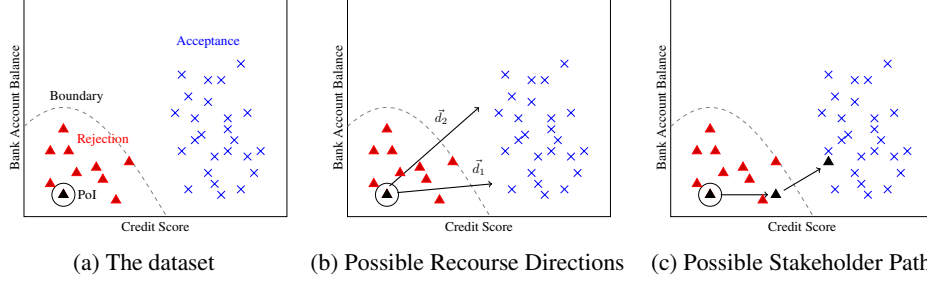 Bank Account Balance
Acceptance
Boundary
Rejection
PoI
Credit Score
(a) The dataset
Bank Account Balance
d⃗₂
d⃗₁
Credit Score
(b) Possible Recourse Directions
Bank Account Balance
Credit Score
(c) Possible Stakeholder Path